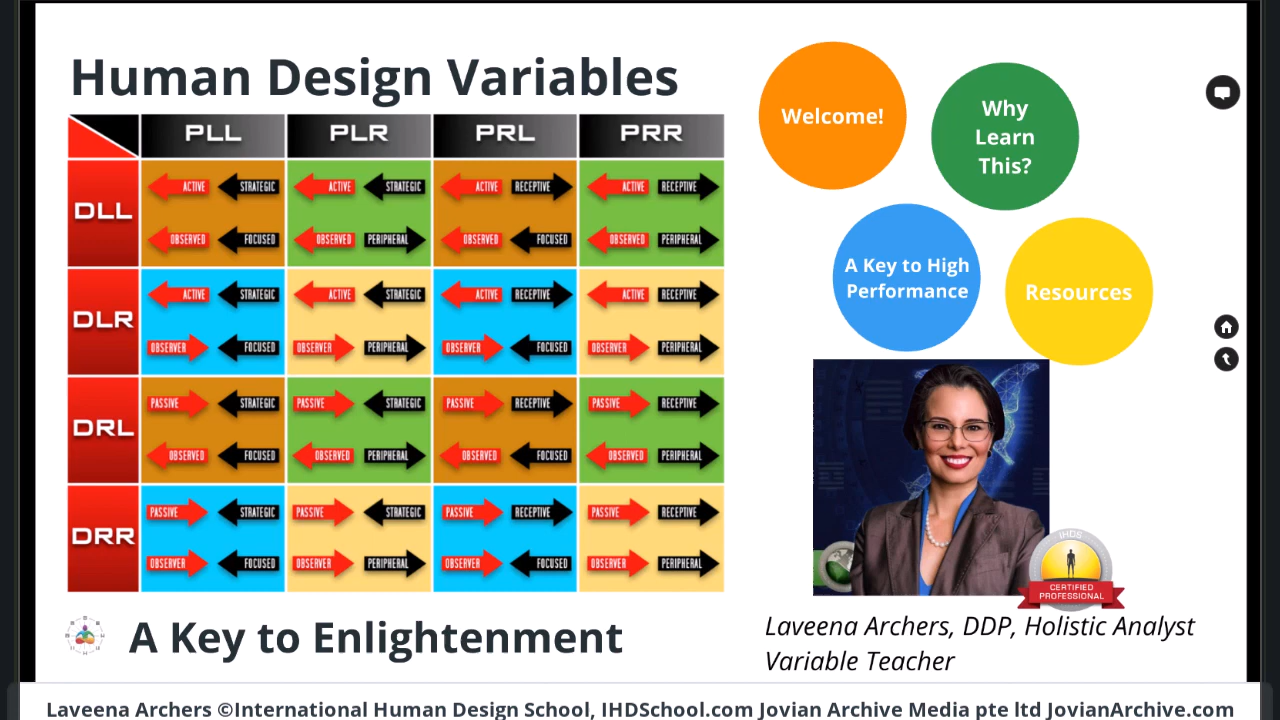 Human Design Variables
PLL PLR PRL PRR
DLL
ACTIVE STRATEGIC ACTIVE STRATEGIC ACTIVE RECEPTIVE ACTIVE RECEPTIVE
OBSERVED FOCUSED OBSERVED PERIPHERAL OBSERVED FOCUSED OBSERVED PERIPHERAL
DLR
ACTIVE STRATEGIC ACTIVE STRATEGIC ACTIVE RECEPTIVE ACTIVE RECEPTIVE
OBSERVER FOCUSED OBSERVER PERIPHERAL OBSERVER FOCUSED OBSERVER PERIPHERAL
DRL
PASSIVE STRATEGIC PASSIVE STRATEGIC PASSIVE RECEPTIVE PASSIVE RECEPTIVE
OBSERVED FOCUSED OBSERVED PERIPHERAL OBSERVED FOCUSED OBSERVED PERIPHERAL
DRR
PASSIVE STRATEGIC PASSIVE STRATEGIC PASSIVE RECEPTIVE PASSIVE RECEPTIVE
OBSERVER FOCUSED OBSERVER PERIPHERAL OBSERVER FOCUSED OBSERVER PERIPHERAL
A Key to Enlightenment
Welcome!
Why
Learn
This?
A Key to High
Performance
Resources
IHDS
CERTIFIED
PROFESSIONAL
Laveena Archers, DDP, Holistic Analyst
Variable Teacher
Laveena Archers ©International Human Design School, IHDSchool.com Jovian Archive Media pte ltd JovianArchive.com